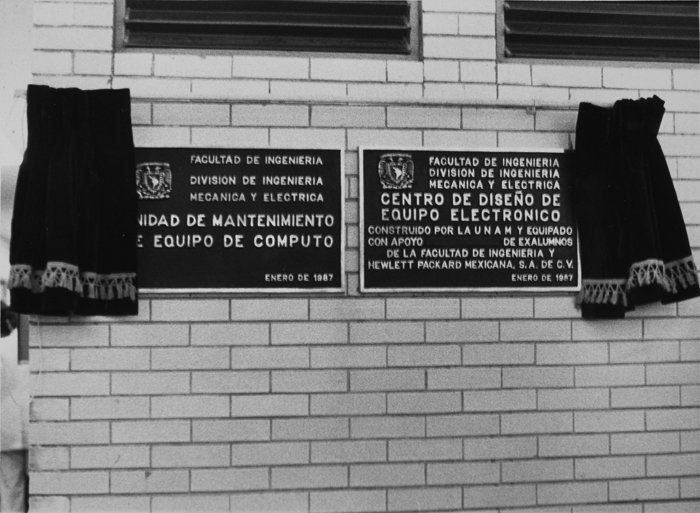 FACULTAD DE INGENIERIA
DIVISION DE INGENIERIA
MECANICA Y ELECTRICA
NIDAD DE MANTENIMIENTO
E EQUIPO DE COMPUTO
ENERO DE 1987
FACULTAD DE INGENIERIA
DIVISION DE INGENIERIA
MECANICA Y ELECTRICA
CENTRO DE DISEÑO DE
EQUIPO ELECTRONICO
CONSTRUIDO POR LA U N A M Y EQUIPADO
CON APOYO DE EXALUMNOS
DE LA FACULTAD DE INGENIERIA Y
HEWLETT PACKARD MEXICANA, S.A. DE C.V.
ENERO DE 1987